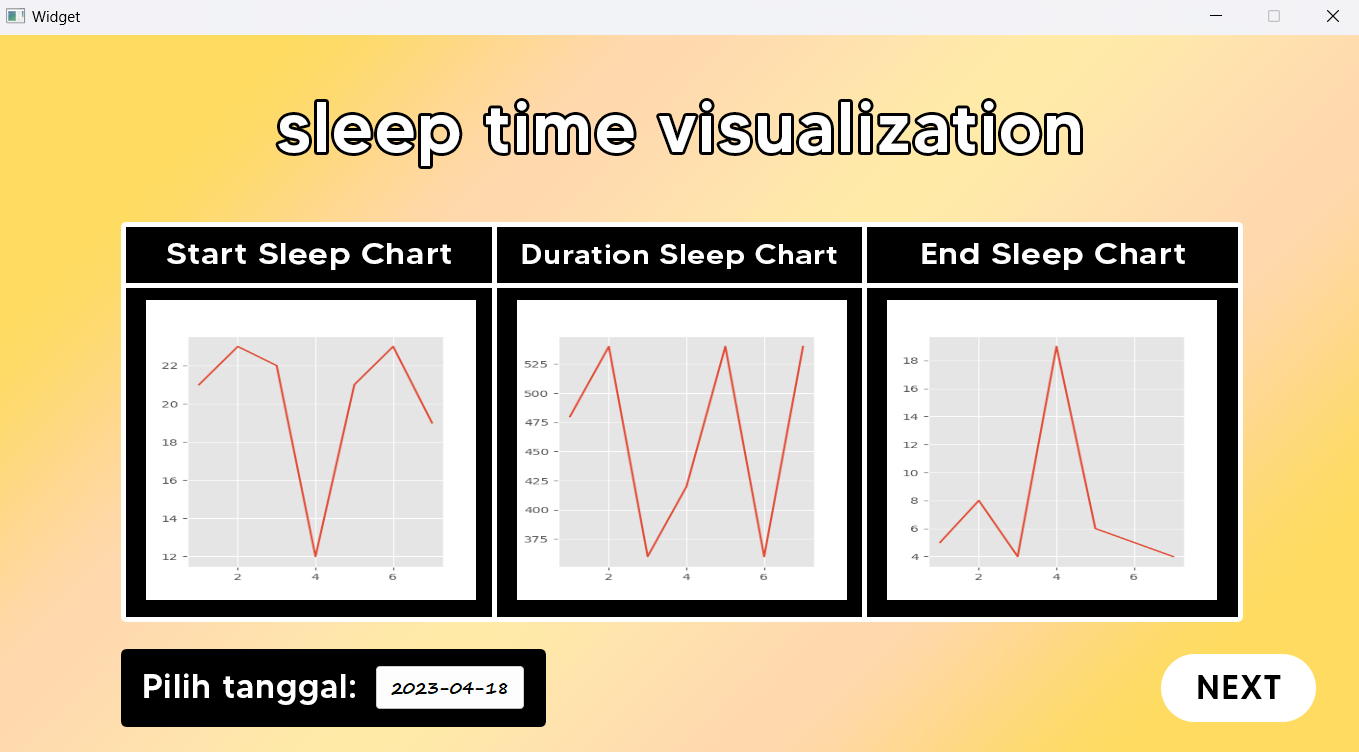 Widget
sleep time visualization
Start Sleep Chart
Duration Sleep Chart
End Sleep Chart
22
20
18
16
14
12
2 4 6
525
500
475
450
425
400
375
2 4 6
18
16
14
12
10
8
6
4
2 4 6
Pilih tanggal: 2023-04-18
NEXT